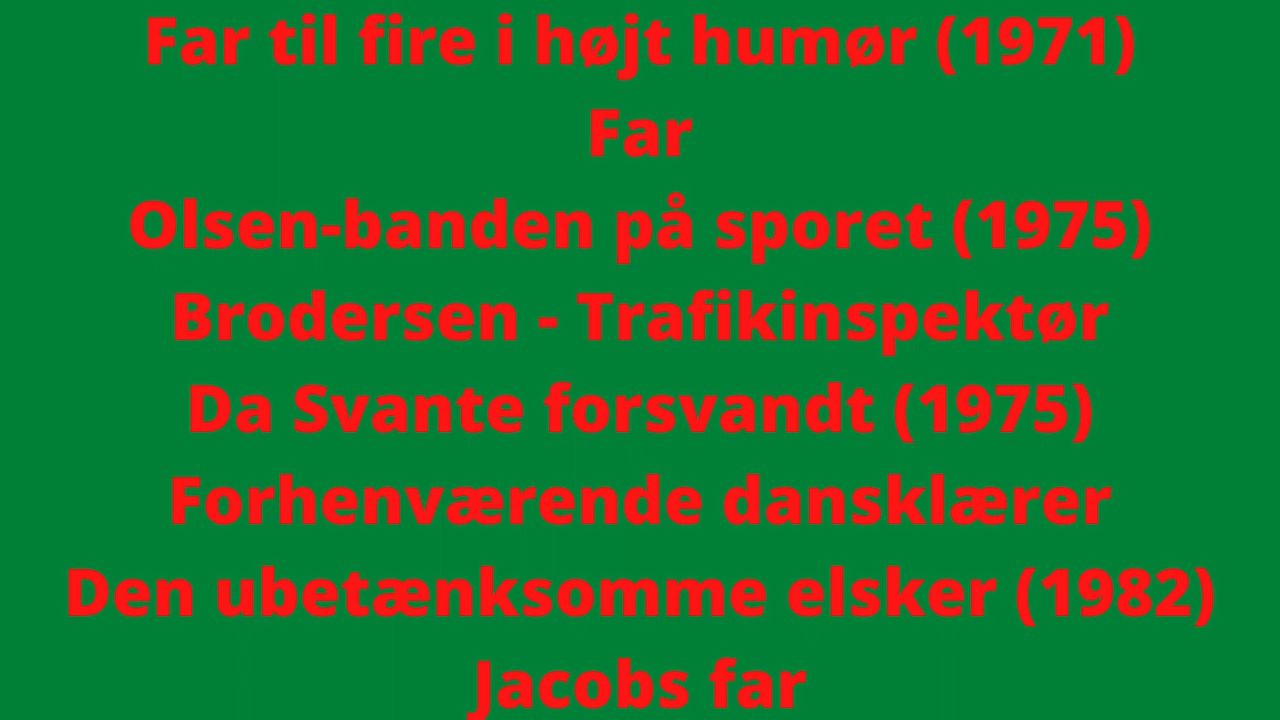 Far til fire i højt humør (1971)
Far
Olsen-banden på sporet (1975)
Brodersen - Trafikinspektør
Da Svante forsvandt (1975)
Forhenværende dansklærer
Den ubetænksomme elsker (1982)
Jacobs far